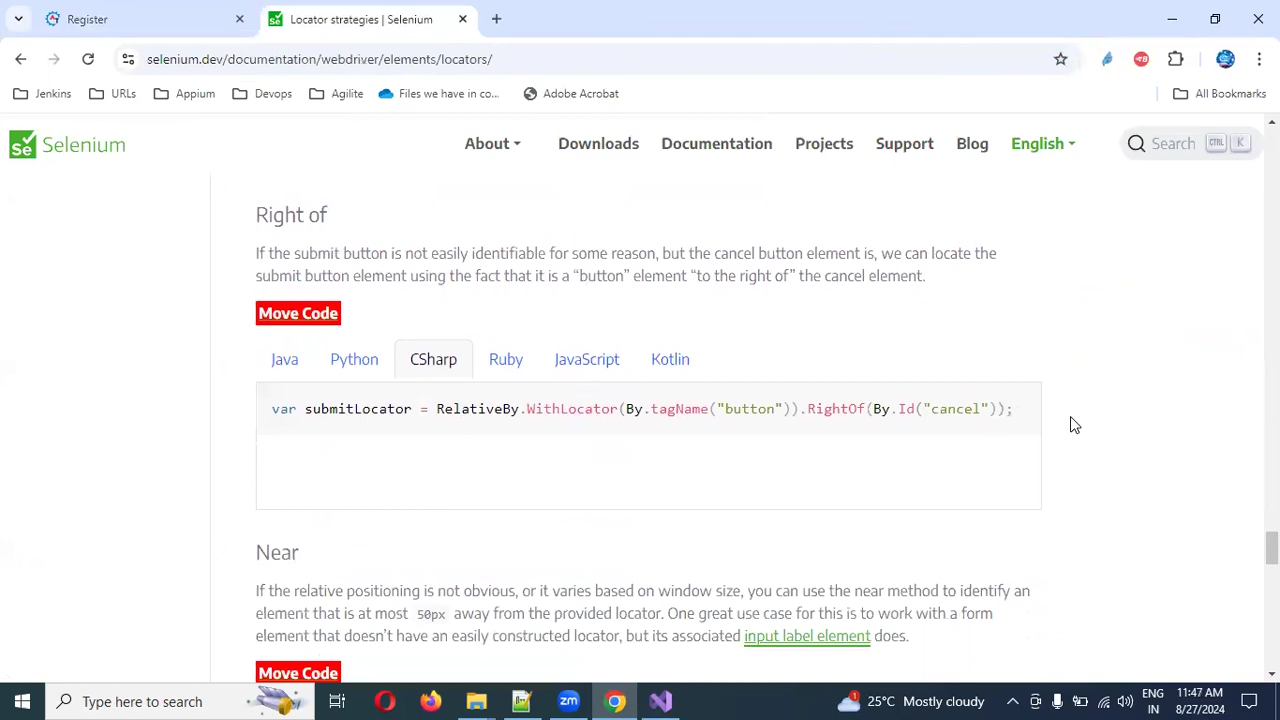 Register
Locator strategies | Selenium
selenium.dev/documentation/webdriver/elements/locators/
Jenkins
URLs
Appium
Devops
Agilite
Files we have in co...
Adobe Acrobat
All Bookmarks
Selenium
About
Downloads
Documentation
Projects
Support
Blog
English
Search CTRL K
Right of
If the submit button is not easily identifiable for some reason, but the cancel button element is, we can locate the
submit button element using the fact that it is a “button” element “to the right of” the cancel element.
Move Code
Java
Python
CSharp
Ruby
JavaScript
Kotlin
var submitLocator = RelativeBy.WithLocator(By.tagName("button")).RightOf(By.Id("cancel"));
Near
If the relative positioning is not obvious, or it varies based on window size, you can use the near method to identify an
element that is at most 50px away from the provided locator. One great use case for this is to work with a form
element that doesn’t have an easily constructed locator, but its associated input label element does.
Move Code
Type here to search
25°C Mostly cloudy
ENG
IN
11:47 AM
8/27/2024